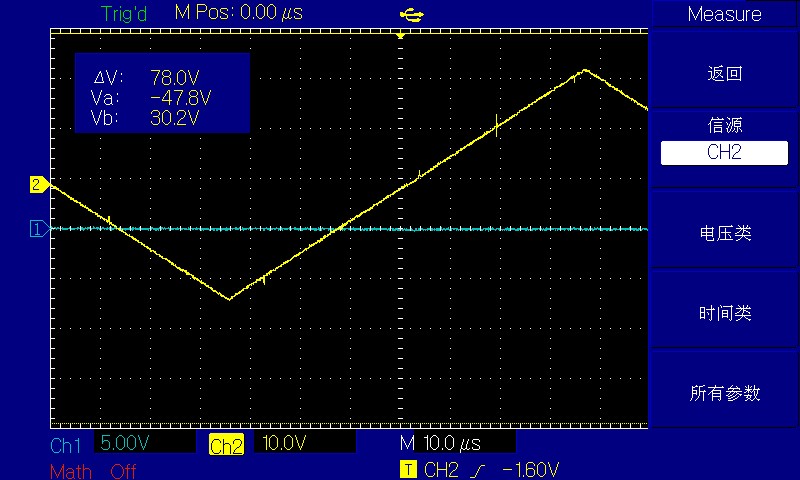 Trig'd M Pos: 0.00 µs Measure
ΔV: 78.0V
Va: -47.8V
Vb: 30.2V
返回
信源
CH2
2
1
电压类
时间类
所有参数
Ch1 5.00V Ch2 10.0V M 10.0 µs
Math Off T CH2 -1.60V